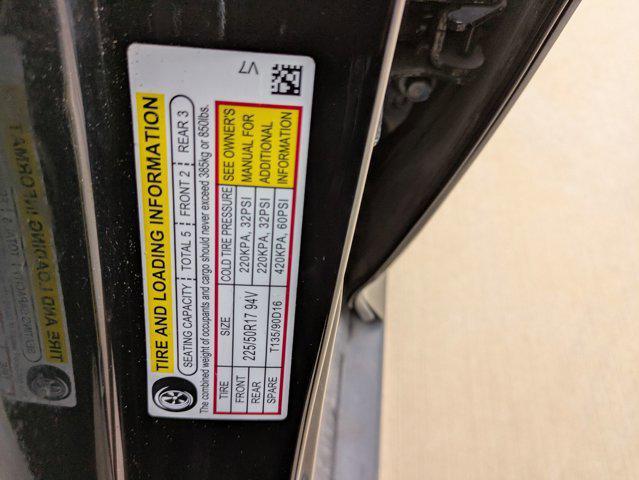 V7
TIRE AND LOADING INFORMATION
SEATING CAPACITY TOTAL 5 FRONT 2 REAR 3
The combined weight of occupants and cargo should never exceed 385kg or 850lbs.
TIRE SIZE COLD TIRE PRESSURE
FRONT 225/50R17 94V 220KPA, 32PSI
REAR 220KPA, 32PSI
SPARE T135/90D16 420KPA, 60PSI
SEE OWNER'S
MANUAL FOR
ADDITIONAL
INFORMATION